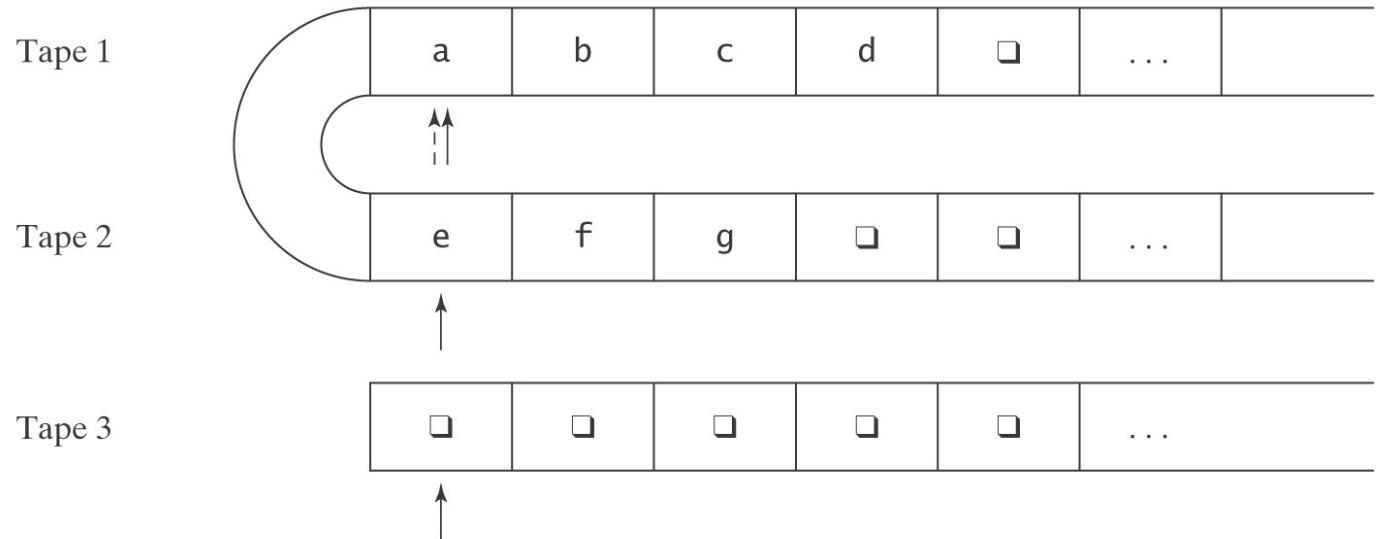 Tape 1 a b c d ❑ ...
Tape 2 e f g ❑ ❑ ...
Tape 3 ❑ ❑ ❑ ❑ ❑ ...